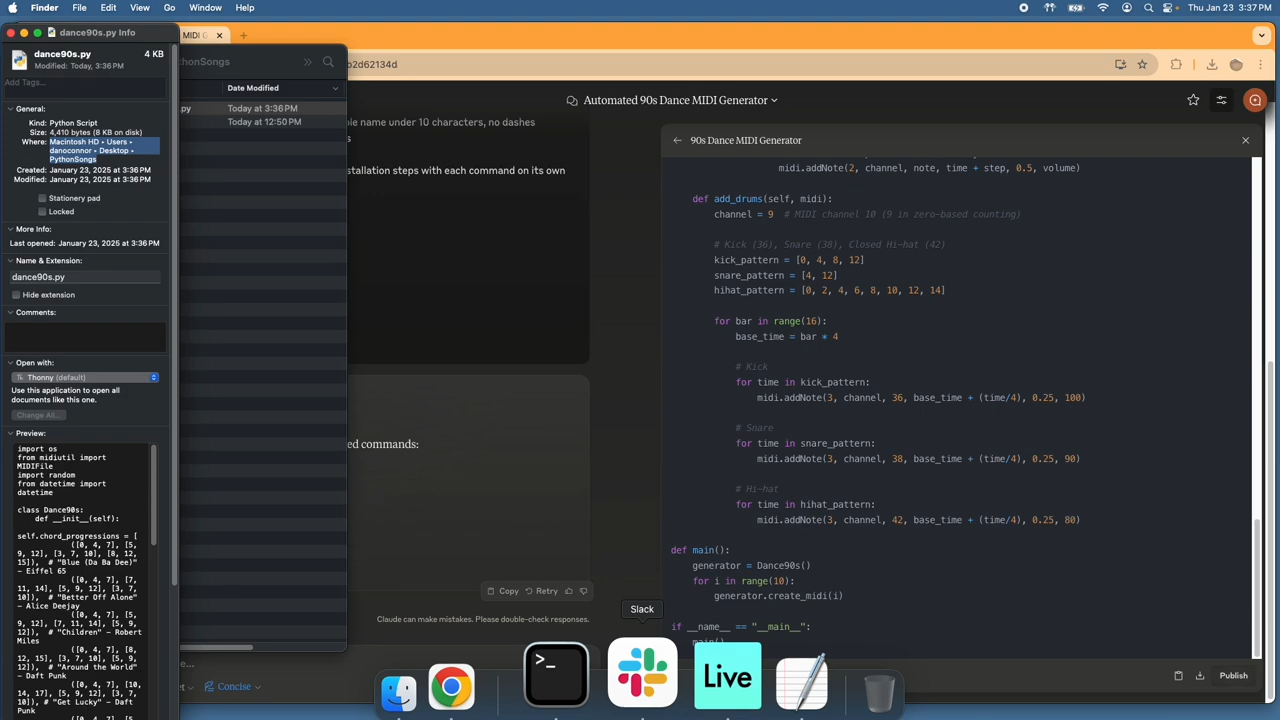 Finder File Edit View Go Window Help
Thu Jan 23 3:37 PM
dance90s.py Info
MIDI G
dance90s.py 4 KB
Modified: Today, 3:36 PM
Add Tags...
General:
Kind: Python Script
Size: 4,410 bytes (8 KB on disk)
Where: Macintosh HD • Users •
danoconnor • Desktop •
PythonSongs
Created: January 23, 2025 at 3:36 PM
Modified: January 23, 2025 at 3:36 PM
Stationery pad
Locked
More Info:
Last opened: January 23, 2025 at 3:36 PM
Name & Extension:
dance90s.py
Hide extension
Comments:
Open with:
Thonny (default)
Use this application to open all
documents like this one.
Change All...
Preview:
import os
from midiutil import
MIDIFile
import random
from datetime import
datetime
class Dance90s:
def __init__(self):
self.chord_progressions = [
([0, 4, 7], [5,
9, 12], [3, 7, 10], [8, 12,
15]), # "Blue (Da Ba Dee)"
- Eiffel 65
([0, 4, 7], [7,
11, 14], [5, 9, 12], [3, 7,
10]), # "Better Off Alone"
- Alice Deejay
([0, 4, 7], [5,
9, 12], [7, 11, 14], [5, 9,
12]), # "Children" - Robert
Miles
([0, 4, 7], [8,
12, 15], [3, 7, 10], [5, 9,
12]), # "Around the World"
- Daft Punk
([0, 4, 7], [10,
14, 17], [5, 9, 12], [3, 7,
10]), # "Get Lucky" - Daft
Punk
thonSongs
Date Modified
.py Today at 3:36 PM
Today at 12:50 PM
b2d62134d
Automated 90s Dance MIDI Generator
ple name under 10 characters, no dashes
s
stallation steps with each command on its own
ed commands:
Copy Retry
Claude can make mistakes. Please double-check responses.
Concise
90s Dance MIDI Generator
midi.addNote(2, channel, note, time + step, 0.5, volume)
def add_drums(self, midi):
channel = 9 # MIDI channel 10 (9 in zero-based counting)
# Kick (36), Snare (38), Closed Hi-hat (42)
kick_pattern = [0, 4, 8, 12]
snare_pattern = [4, 12]
hihat_pattern = [0, 2, 4, 6, 8, 10, 12, 14]
for bar in range(16):
base_time = bar * 4
# Kick
for time in kick_pattern:
midi.addNote(3, channel, 36, base_time + (time/4), 0.25, 100)
# Snare
for time in snare_pattern:
midi.addNote(3, channel, 38, base_time + (time/4), 0.25, 90)
# Hi-hat
for time in hihat_pattern:
midi.addNote(3, channel, 42, base_time + (time/4), 0.25, 80)
def main():
generator = Dance90s()
for i in range(10):
generator.create_midi(i)
if __name__ == "__main__":
main()
Publish
Slack
Live